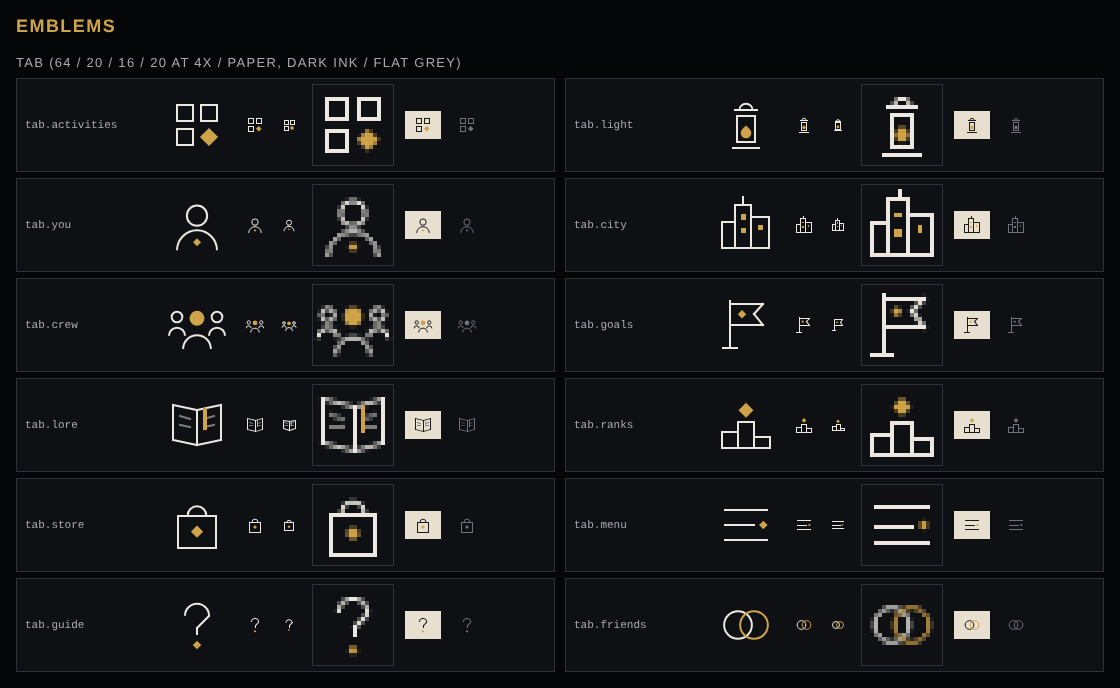 EMBLEMS
TAB (64 / 20 / 16 / 20 AT 4X / PAPER, DARK INK / FLAT GREY)
tab.activities
tab.light
tab.you
tab.city
tab.crew
tab.goals
tab.lore
tab.ranks
tab.store
tab.menu
tab.guide
tab.friends